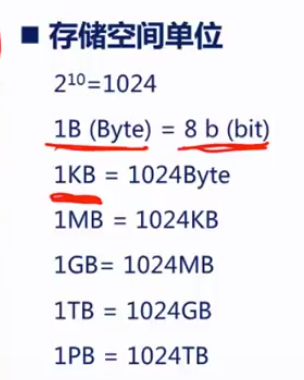 ■ 存储空间单位
2¹⁰=1024
1B (Byte) = 8 b (bit)
1KB = 1024Byte
1MB = 1024KB
1GB= 1024MB
1TB = 1024GB
1PB = 1024TB